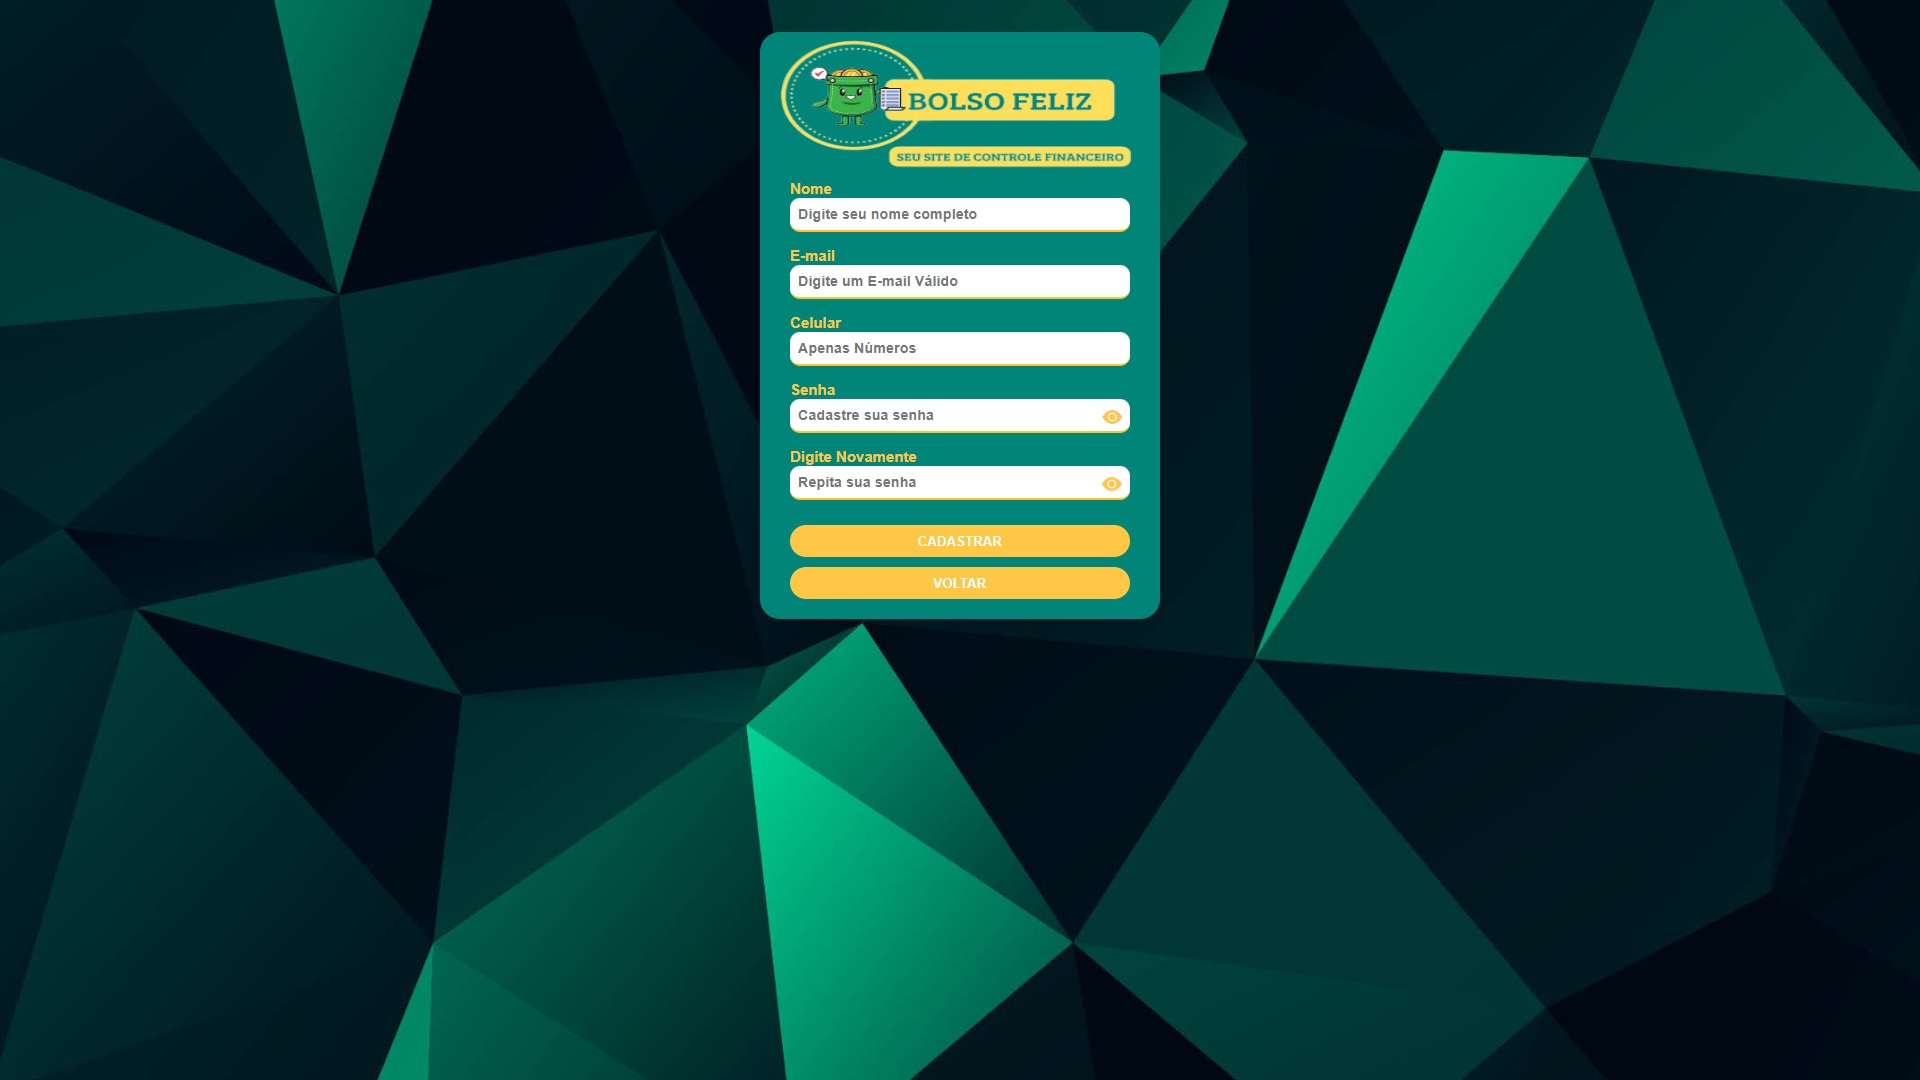 BOLSO FELIZ
SEU SITE DE CONTROLE FINANCEIRO
Nome
Digite seu nome completo
E-mail
Digite um E-mail Válido
Celular
Apenas Números
Senha
Cadastre sua senha
Digite Novamente
Repita sua senha
CADASTRAR
VOLTAR